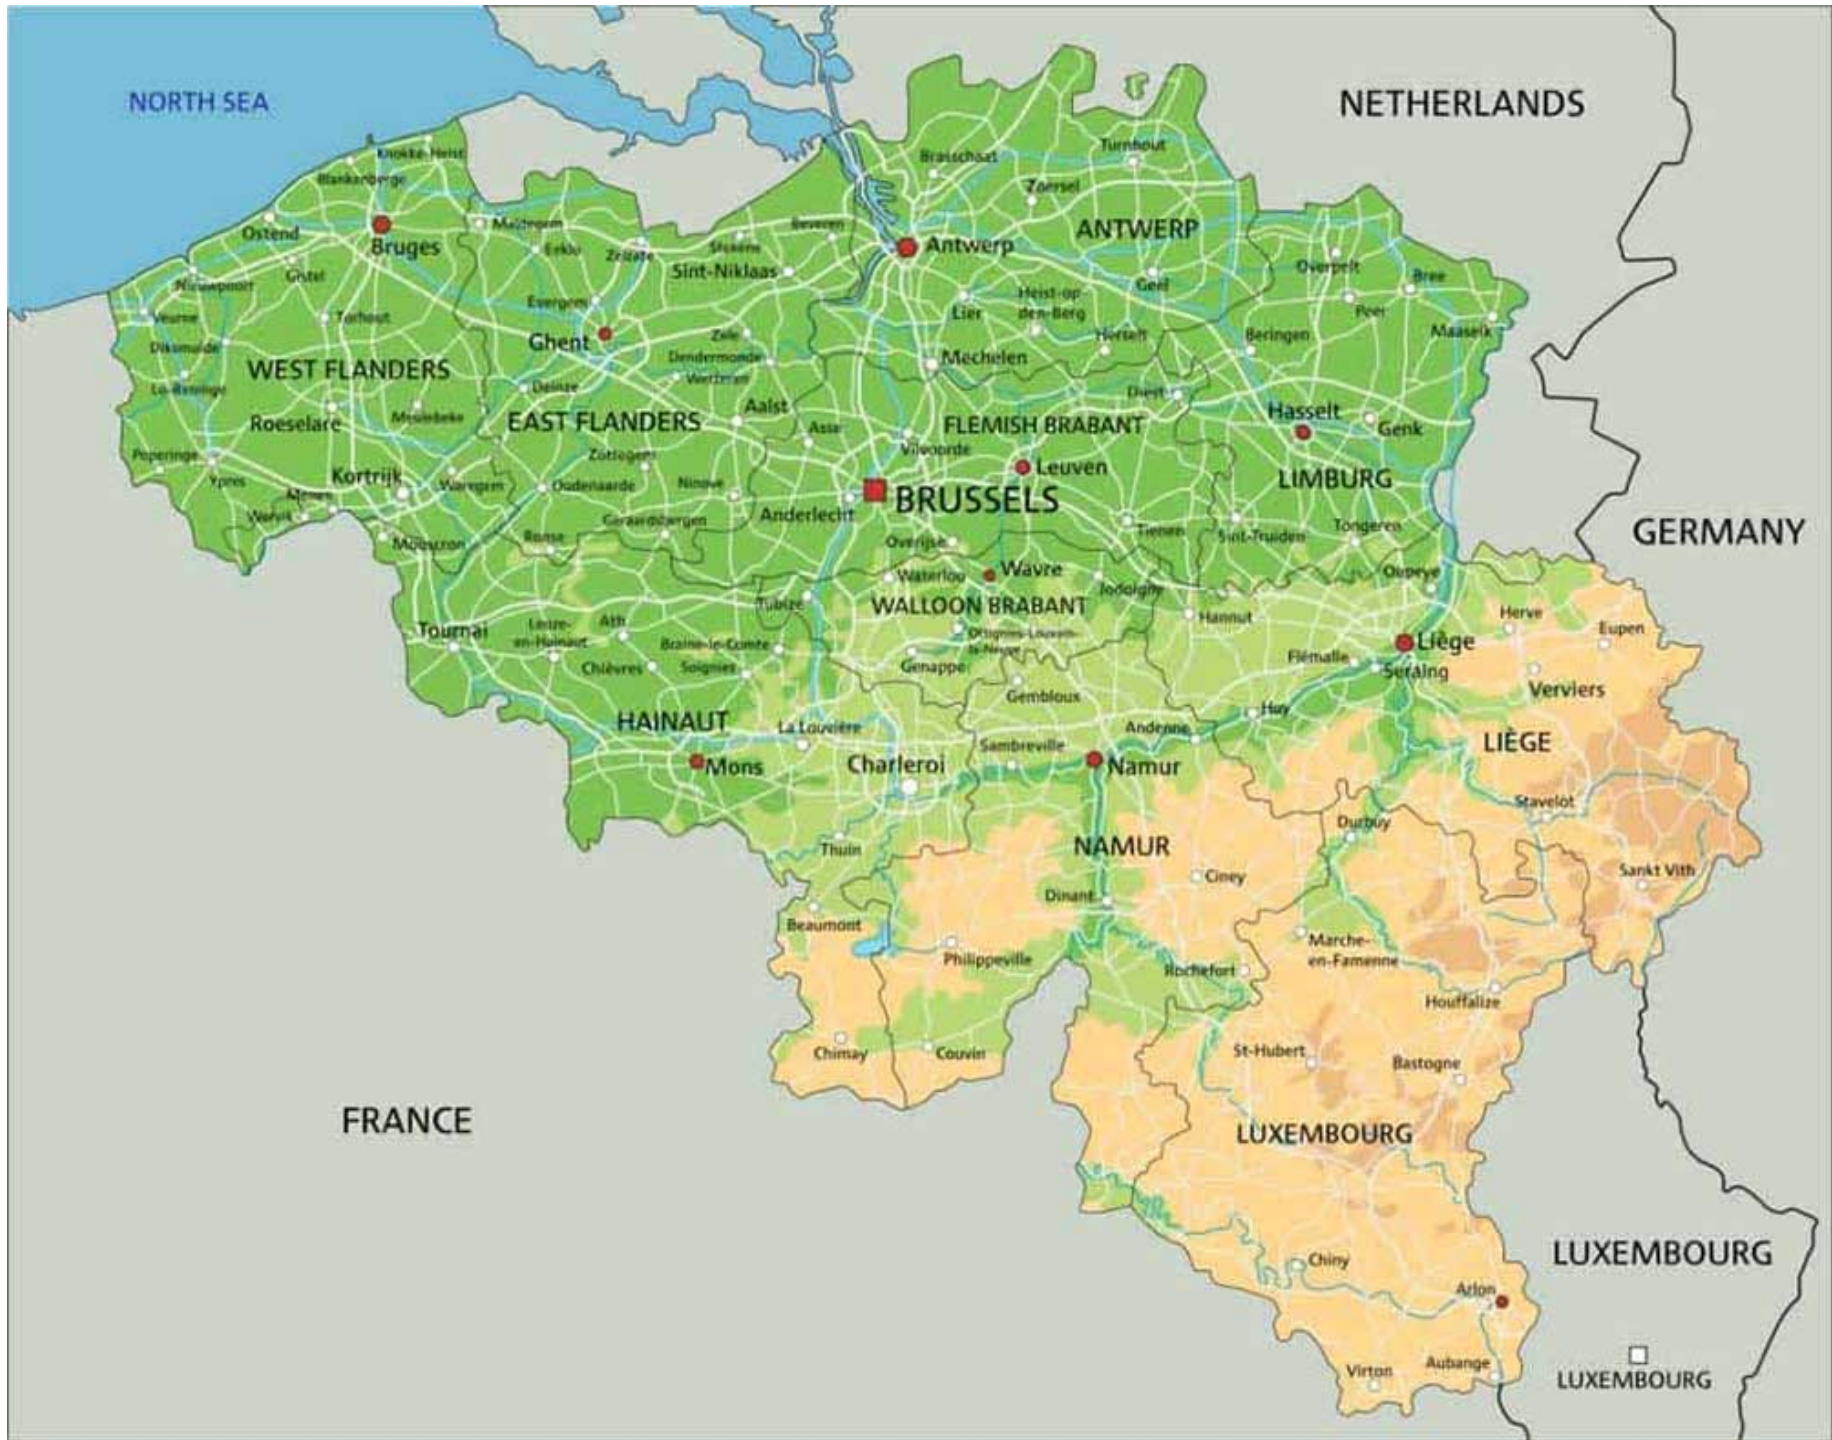 NORTH SEA
NETHERLANDS
Knokke-Heist
Blankenberge
Brasschaat
Turnhout
Zoersel
Ostend
Bruges
Maldegem
Eeklo
Zelzate
Stekene
Beveren
Sint-Niklaas
Antwerp
ANTWERP
Overpelt
Bree
Gistel
Nieuwpoort
Evergem
Geel
Heist-op-
den-Berg
Lier
Peer
Veurne
Torhout
Ghent
Zele
Herselt
Beringen
Maaseik
Diksmuide
Dendermonde
Mechelen
WEST FLANDERS
Wetteren
Deinze
Lo-Reninge
Diest
Aalst
Hasselt
Meulebeke
Roeselare
EAST FLANDERS
Asse
FLEMISH BRABANT
Genk
Vilvoorde
Poperinge
Zottegem
Leuven
Ypres
Kortrijk
Waregem
Oudenaarde
Ninove
LIMBURG
Menen
BRUSSELS
Wervik
Anderlecht
Geraardsbergen
Tienen
Sint-Truiden
Tongeren
GERMANY
Mouscron
Ronse
Overijse
Waterloo
Wavre
Oupeye
Jodoigne
Tubize
WALLOON BRABANT
Hannut
Herve
Eupen
Tournai
Leuze-
en-Hainaut
Ath
Braine-le-Comte
Ottignies-Louvain-
la-Neuve
Liège
Flémalle
Seraing
Chièvres
Soignies
Genappe
Gembloux
Verviers
Huy
HAINAUT
La Louvière
Andenne
LIÈGE
Sambreville
Mons
Charleroi
Namur
Stavelot
Durbuy
Thuin
NAMUR
Ciney
Sankt Vith
Dinant
Beaumont
Marche-
en-Famenne
Philippeville
Rochefort
Houffalize
Chimay
Couvin
St-Hubert
Bastogne
FRANCE
LUXEMBOURG
LUXEMBOURG
Chiny
Arlon
Virton
Aubange
LUXEMBOURG